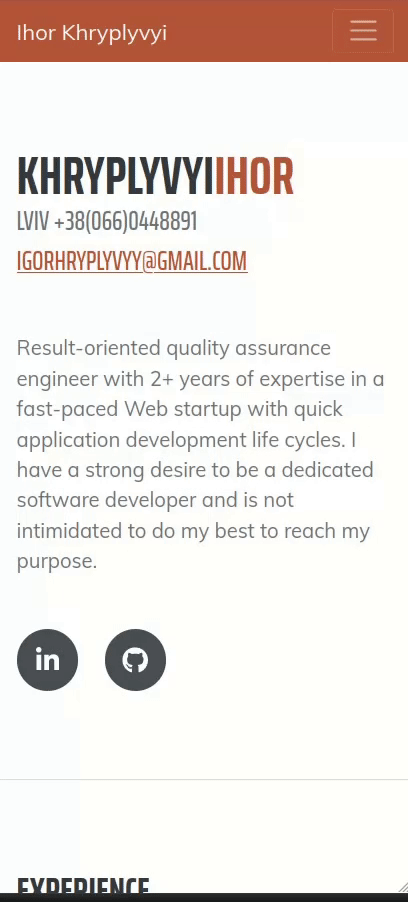 Ihor Khryplyvyi
KHRYPLYVYIIHOR
LVIV +38(066)0448891
IGORHRYPLYVYY@GMAIL.COM
Result-oriented quality assurance
engineer with 2+ years of expertise in a
fast-paced Web startup with quick
application development life cycles. I
have a strong desire to be a dedicated
software developer and is not
intimidated to do my best to reach my
purpose.
in
EXPERIENCE